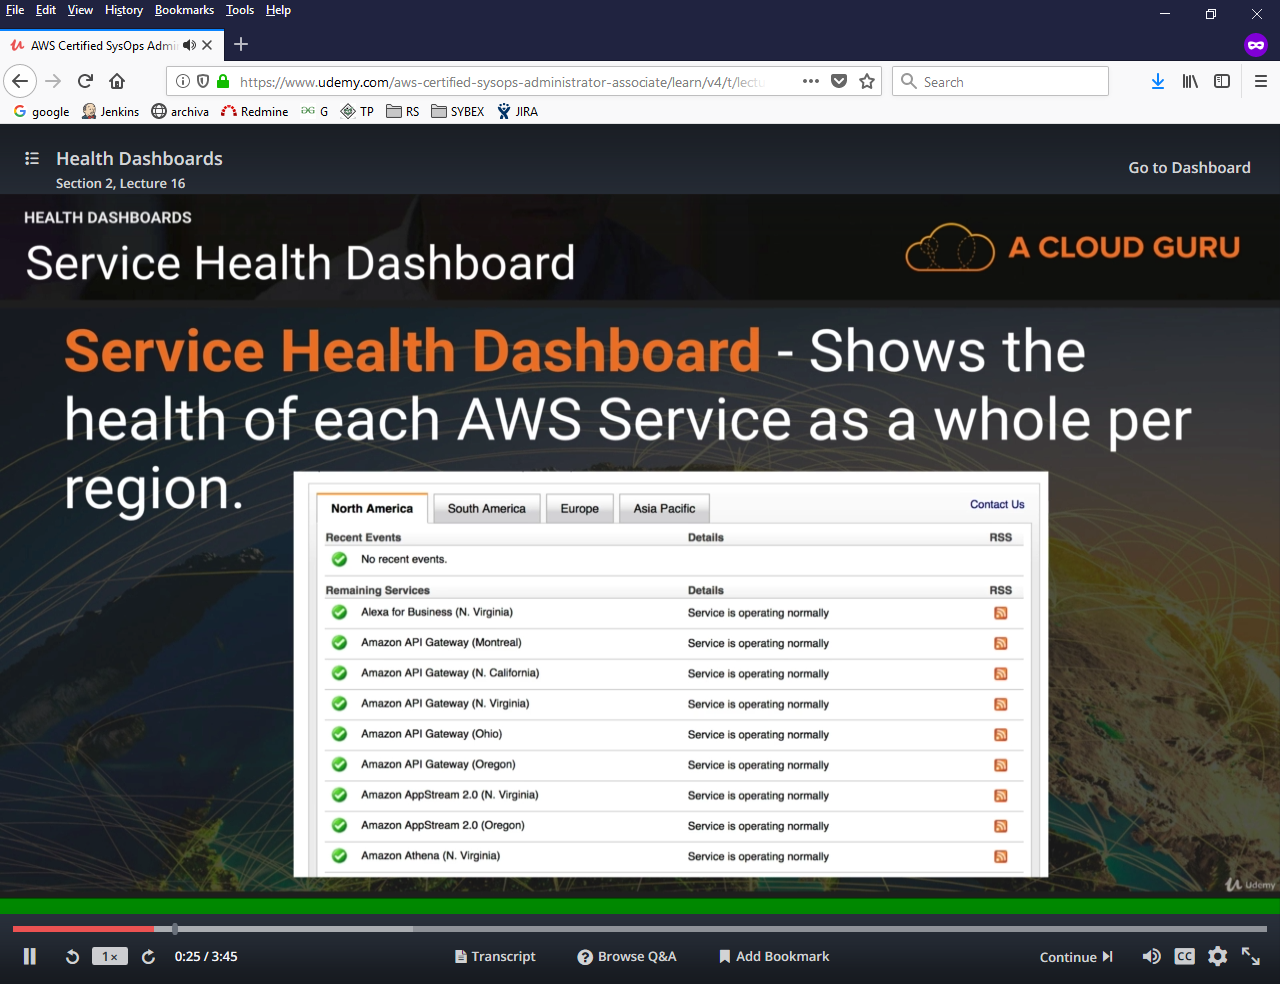 File Edit View History Bookmarks Tools Help
AWS Certified SysOps Admi
https://www.udemy.com/aws-certified-sysops-administrator-associate/learn/v4/t/lectu
Search
google Jenkins archiva Redmine G TP RS SYBEX JIRA
Health Dashboards
Section 2, Lecture 16
Go to Dashboard
HEALTH DASHBOARDS
Service Health Dashboard
A CLOUD GURU
Service Health Dashboard - Shows the
health of each AWS Service as a whole per
region.
North America South America Europe Asia Pacific Contact Us
Recent Events Details RSS
No recent events.
Remaining Services Details RSS
Alexa for Business (N. Virginia) Service is operating normally
Amazon API Gateway (Montreal) Service is operating normally
Amazon API Gateway (N. California) Service is operating normally
Amazon API Gateway (N. Virginia) Service is operating normally
Amazon API Gateway (Ohio) Service is operating normally
Amazon API Gateway (Oregon) Service is operating normally
Amazon AppStream 2.0 (N. Virginia) Service is operating normally
Amazon AppStream 2.0 (Oregon) Service is operating normally
Amazon Athena (N. Virginia) Service is operating normally
Udemy
1× 0:25 / 3:45 Transcript Browse Q&A Add Bookmark Continue CC